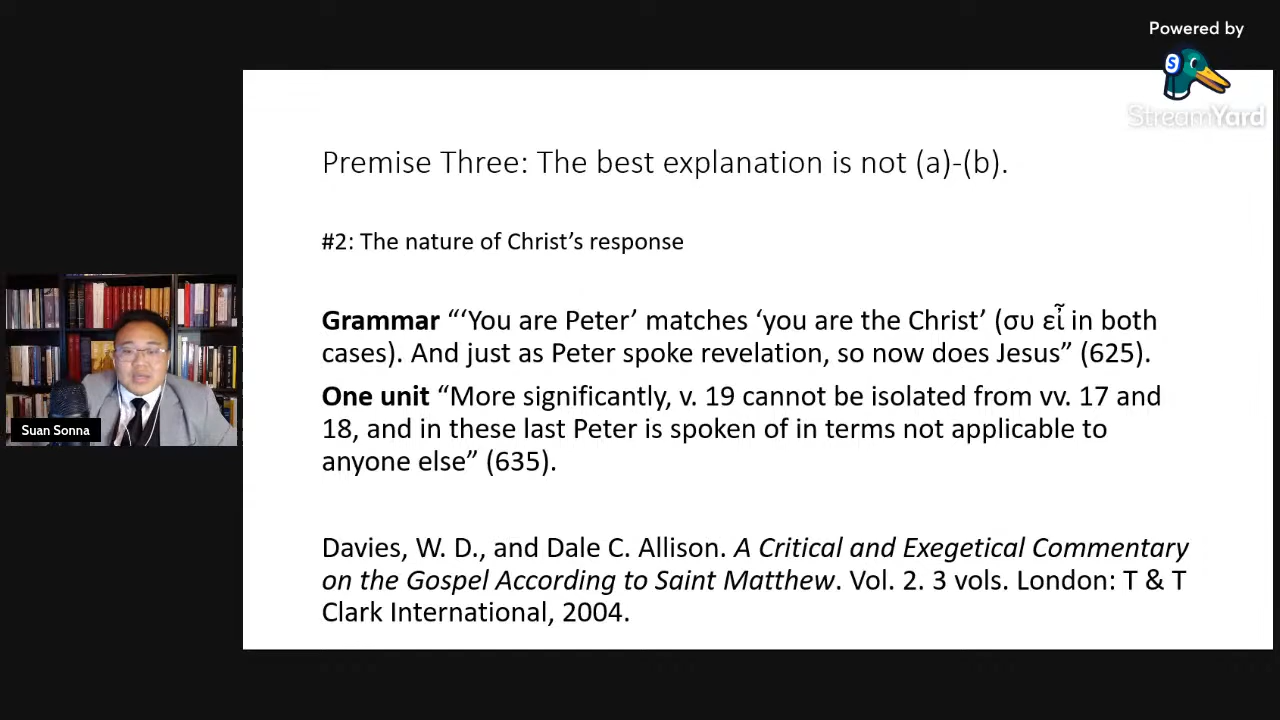 Powered by
S
StreamYard
Premise Three: The best explanation is not (a)-(b).
#2: The nature of Christ’s response
Grammar “‘You are Peter’ matches ‘you are the Christ’ (συ εἶ in both
cases). And just as Peter spoke revelation, so now does Jesus” (625).
One unit “More significantly, v. 19 cannot be isolated from vv. 17 and
18, and in these last Peter is spoken of in terms not applicable to
anyone else” (635).
Suan Sonna
Davies, W. D., and Dale C. Allison. A Critical and Exegetical Commentary
on the Gospel According to Saint Matthew. Vol. 2. 3 vols. London: T & T
Clark International, 2004.